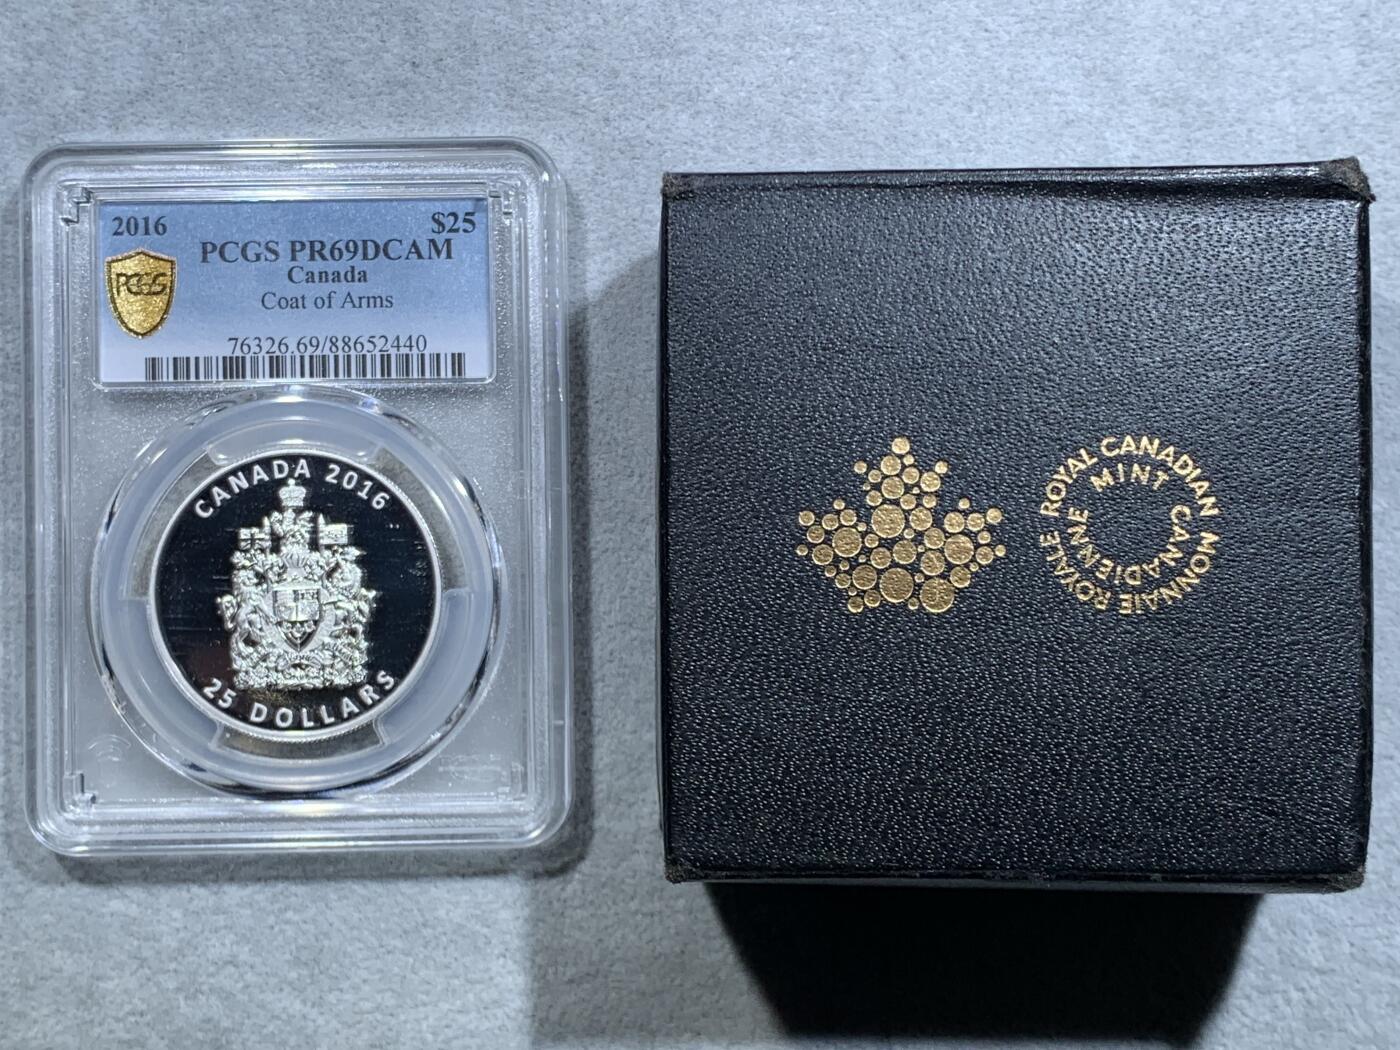 2016 $25
PCGS PR69DCAM
Canada
Coat of Arms
PCGS
76326.69/88652440
CANADA 2016
25 DOLLARS
ROYAL CANADIAN
MINT
MONNAIE ROYALE
CANADIENNE